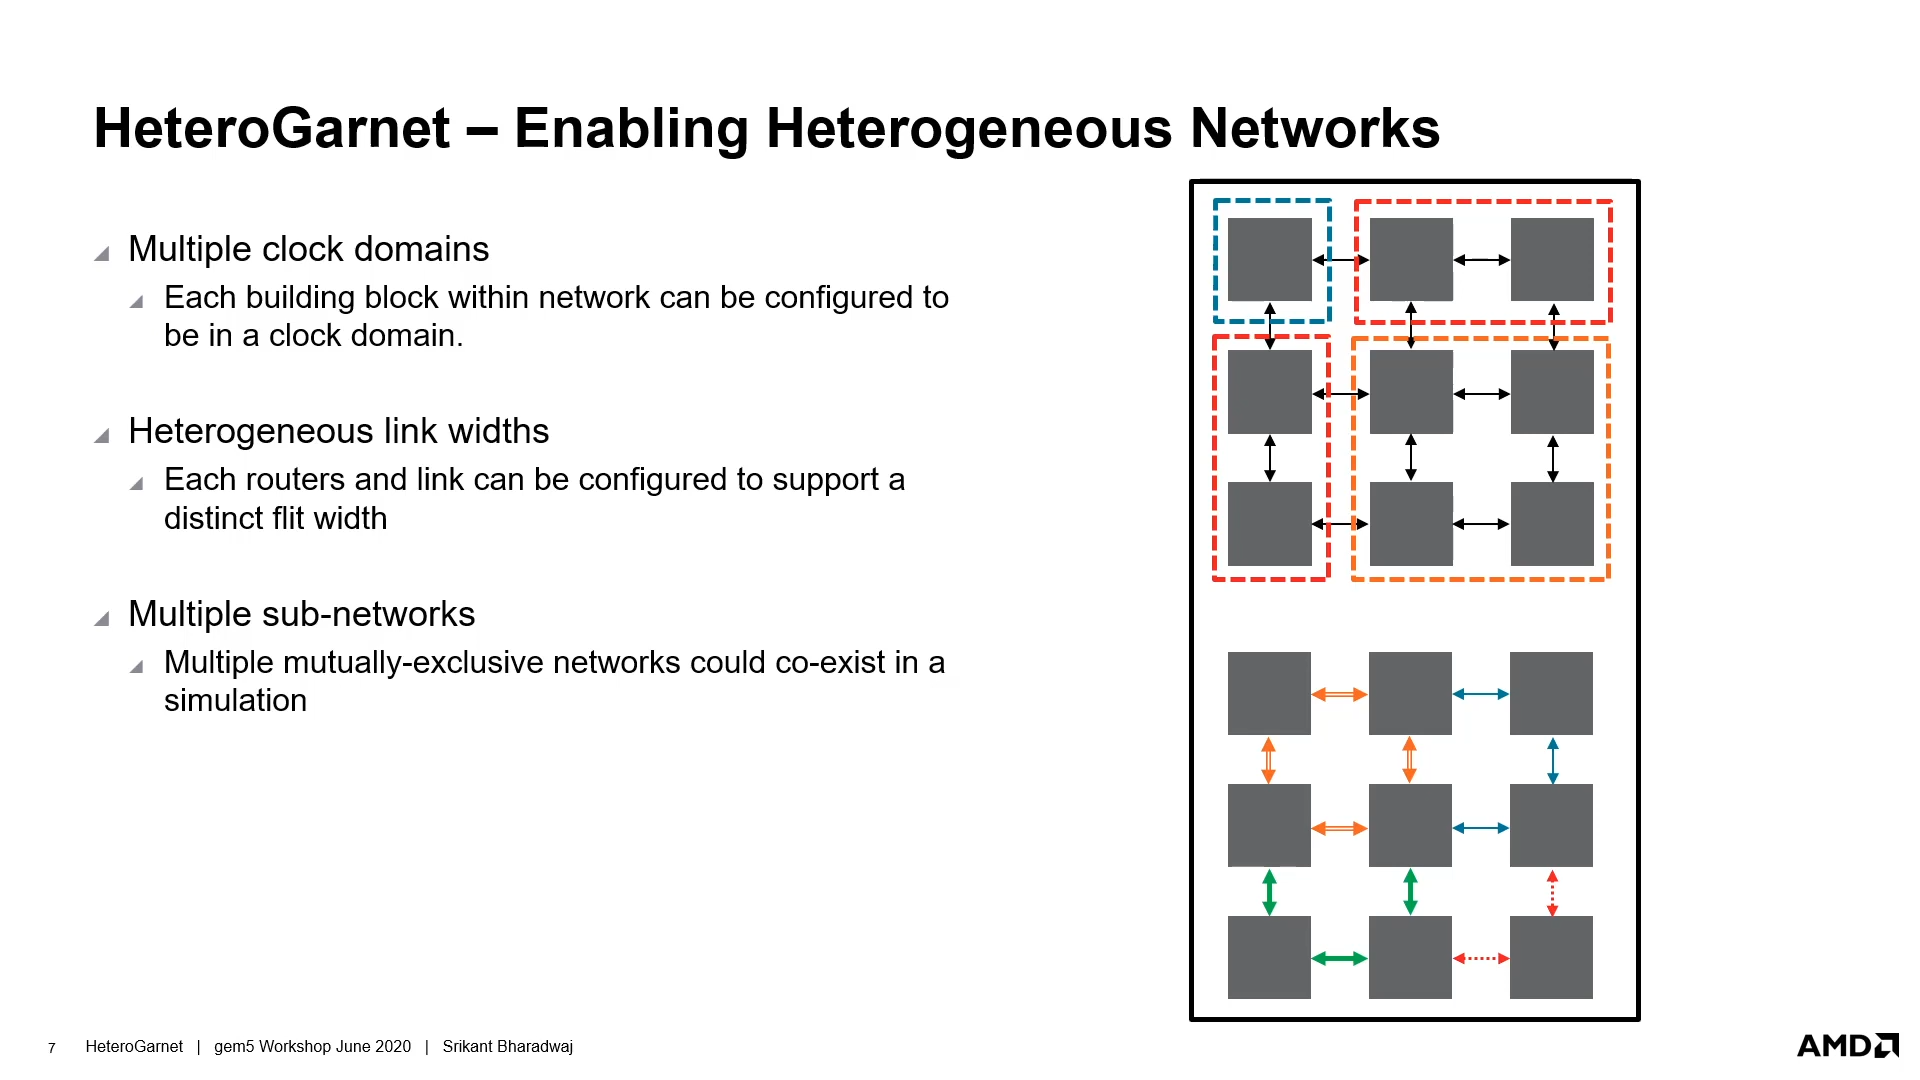 HeteroGarnet – Enabling Heterogeneous Networks
Multiple clock domains
Each building block within network can be configured to
be in a clock domain.
Heterogeneous link widths
Each routers and link can be configured to support a
distinct flit width
Multiple sub-networks
Multiple mutually-exclusive networks could co-exist in a
simulation
7 HeteroGarnet | gem5 Workshop June 2020 | Srikant Bharadwaj
AMD